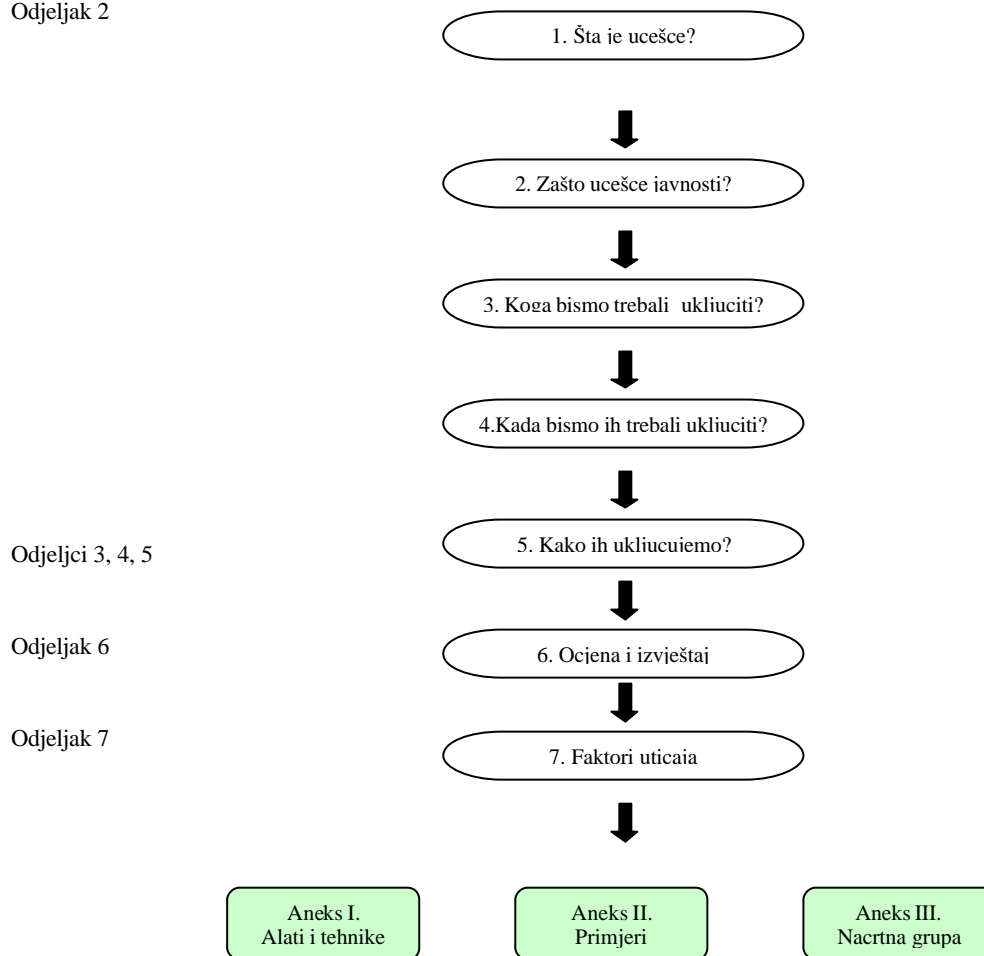 Odjeljak 2
1. Šta je ucešce?
2. Zašto ucešce javnosti?
3. Koga bismo trebali ukljuciti?
4.Kada bismo ih trebali ukljuciti?
Odjeljci 3, 4, 5
5. Kako ih ukljucujemo?
Odjeljak 6
6. Ocjena i izvještaj
Odjeljak 7
7. Faktori uticaja
Aneks I.
Alati i tehnike
Aneks II.
Primjeri
Aneks III.
Nacrtna grupa